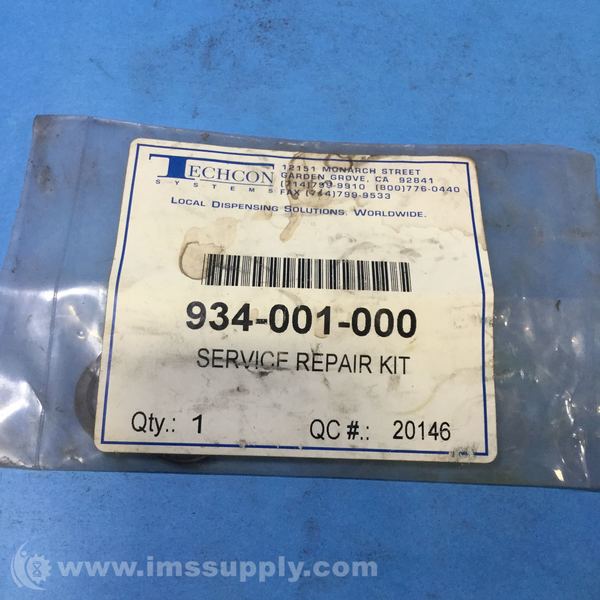 TECHCON
SYSTEMS
12151 MONARCH STREET
GARDEN GROVE, CA 92841
(714)799-9910 (800)776-0440
FAX (714)799-9533
LOCAL DISPENSING SOLUTIONS. WORLDWIDE.
934-001-000
SERVICE REPAIR KIT
Qty.: 1 QC #.: 20146
© www.imssupply.com